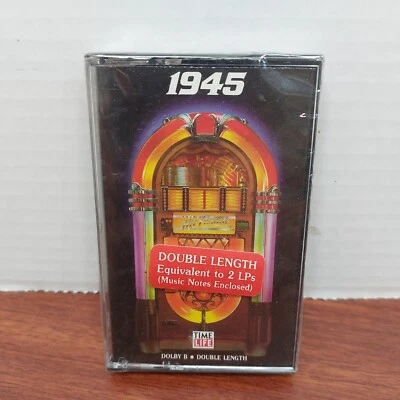 1945
DOUBLE LENGTH
Equivalent to 2 LPs
(Music Notes Enclosed)
TIME
LIFE
DOLBY B • DOUBLE LENGTH